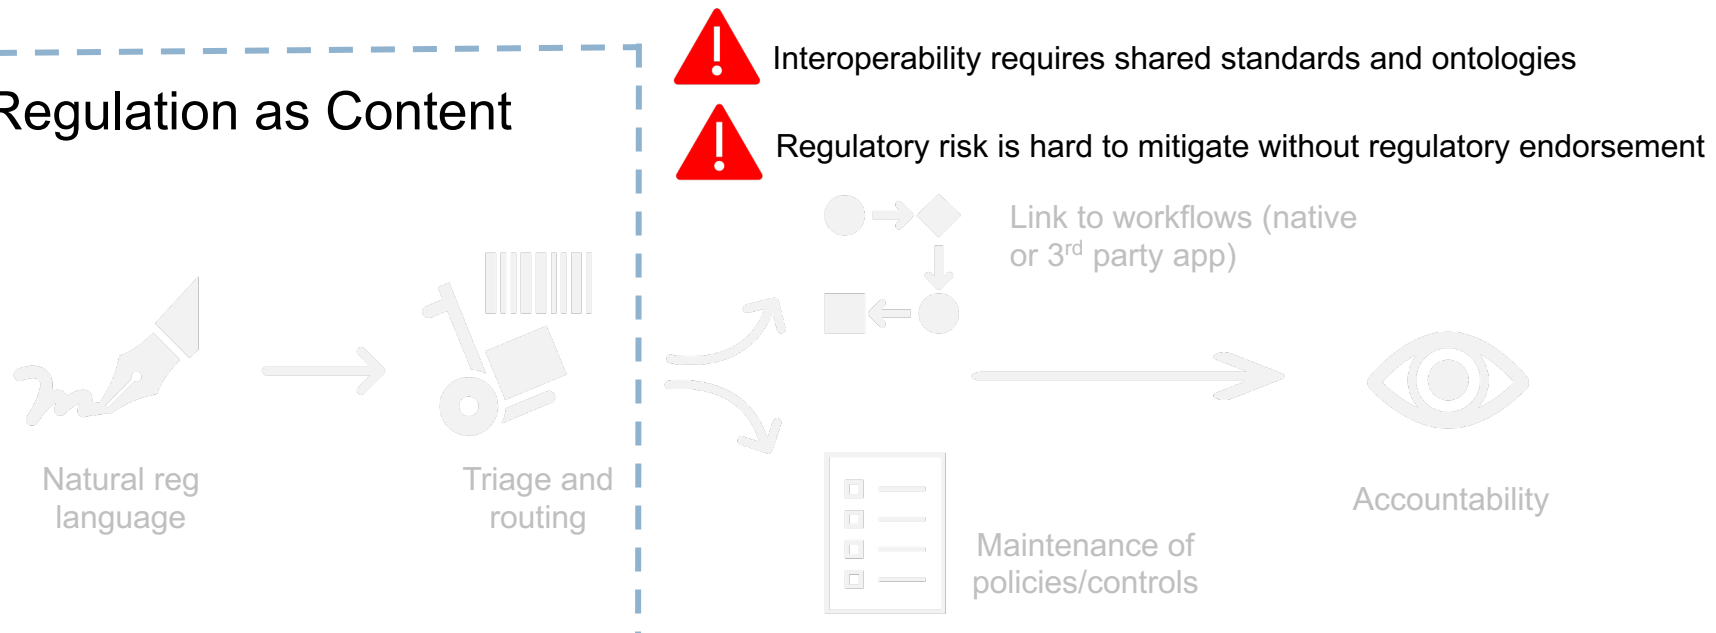 Interoperability requires shared standards and ontologies
Regulation as Content
Regulatory risk is hard to mitigate without regulatory endorsement
Link to workflows (native
or 3rd party app)
Natural reg
language
Triage and
routing
Maintenance of
policies/controls
Accountability